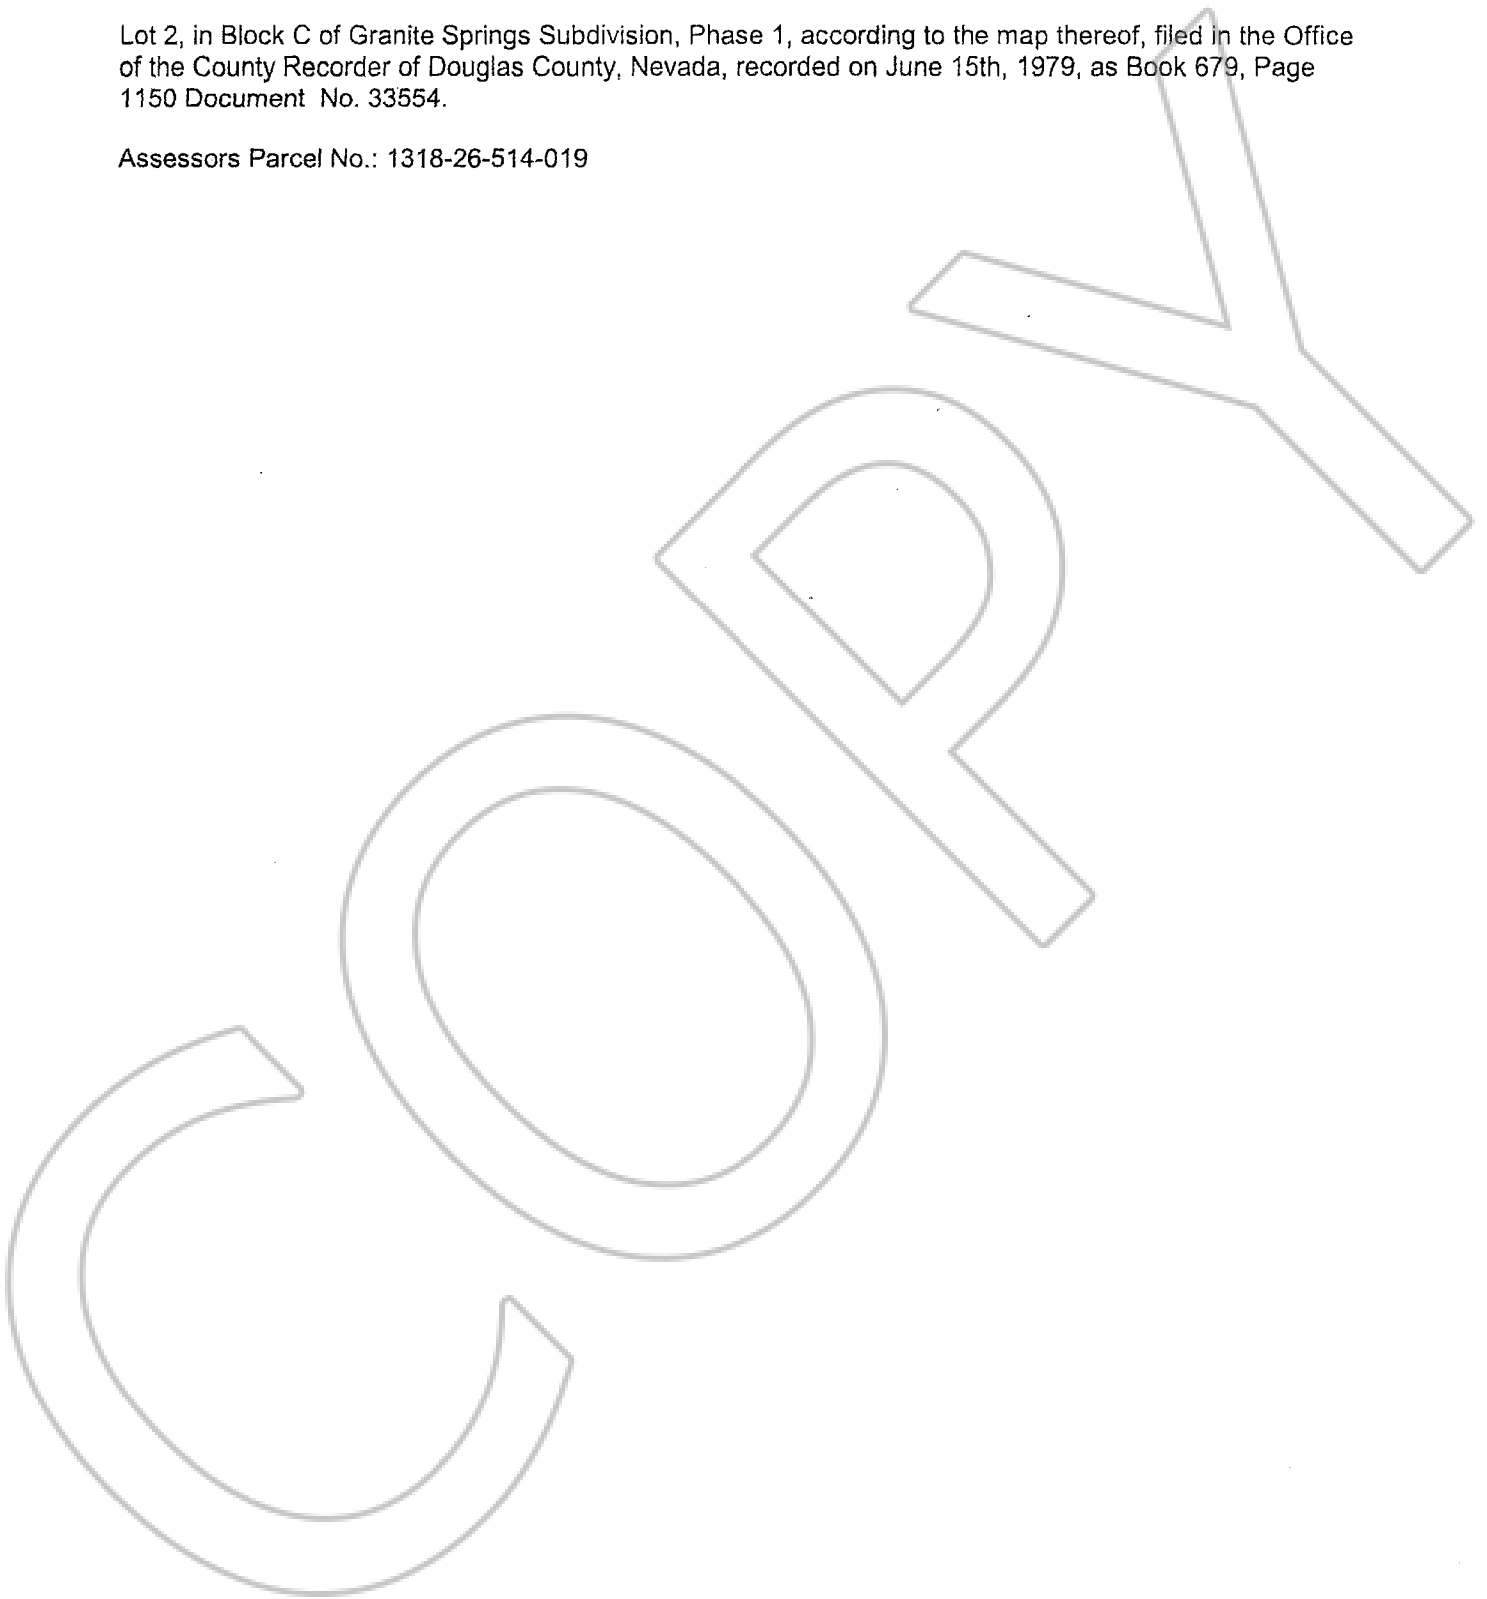 Lot 2, in Block C of Granite Springs Subdivision, Phase 1, according to the map thereof, filed in the Office
of the County Recorder of Douglas County, Nevada, recorded on June 15th, 1979, as Book 679, Page
1150 Document  No. 33554.
Assessors Parcel No.: 1318-26-514-019
COPY